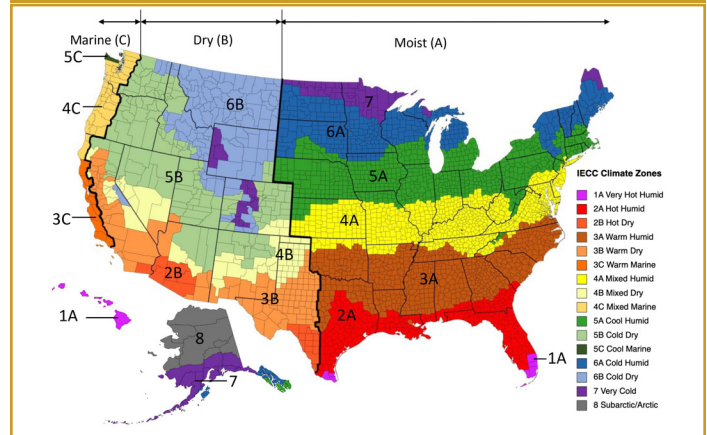 Marine (C) Dry (B) Moist (A)
5C
4C
6B
7
6A
5B
5A
3C
4A
4B
2B
3B
3A
2A
1A
1A
8
7
IECC Climate Zones
1A Very Hot Humid
2A Hot Humid
2B Hot Dry
3A Warm Humid
3B Warm Dry
3C Warm Marine
4A Mixed Humid
4B Mixed Dry
4C Mixed Marine
5A Cool Humid
5B Cold Dry
5C Cool Marine
6A Cold Humid
6B Cold Dry
7 Very Cold
8 Subarctic/Arctic